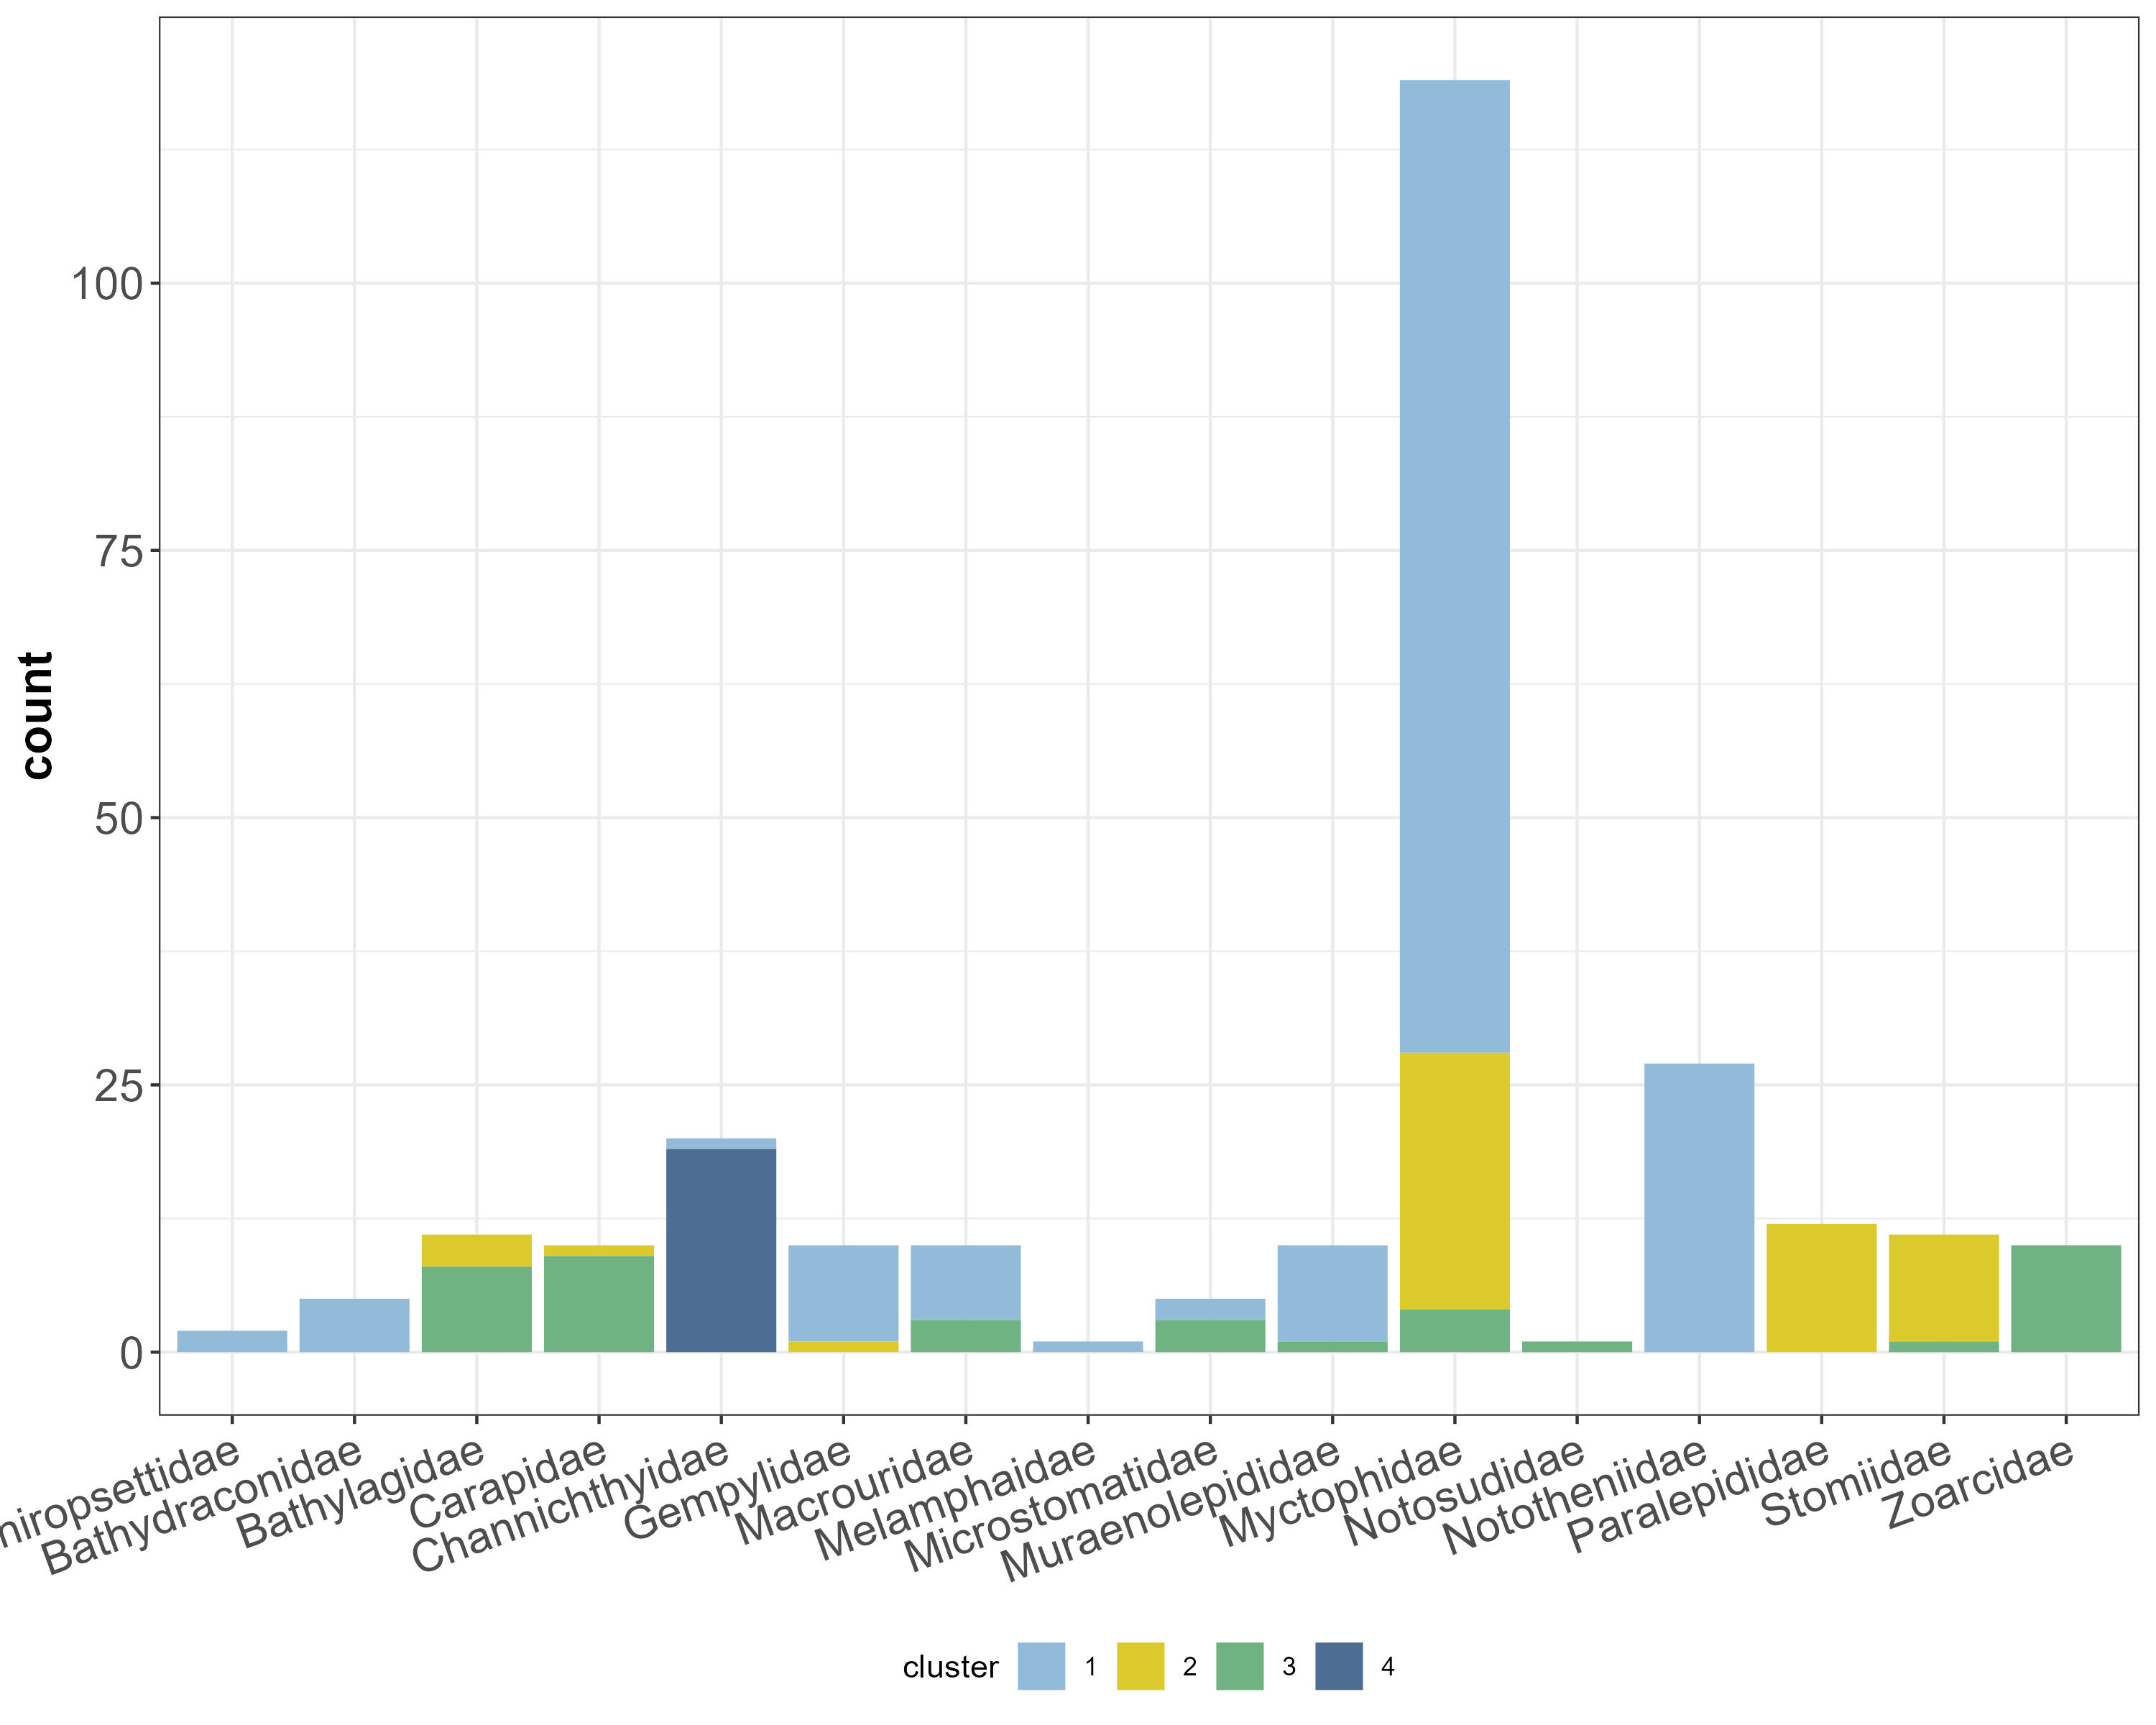 count
100
75
50
25
0
Bathydraconidae
Bathylagidae
Carapidae
Channichthyidae
Gempylidae
Macrouridae
Melamphaidae
Microstomatidae
Muraenolepididae
Myctophidae
Notosudidae
Nototheniidae
Paralepididae
Stomiidae
Zoarcidae
cluster 1 2 3 4